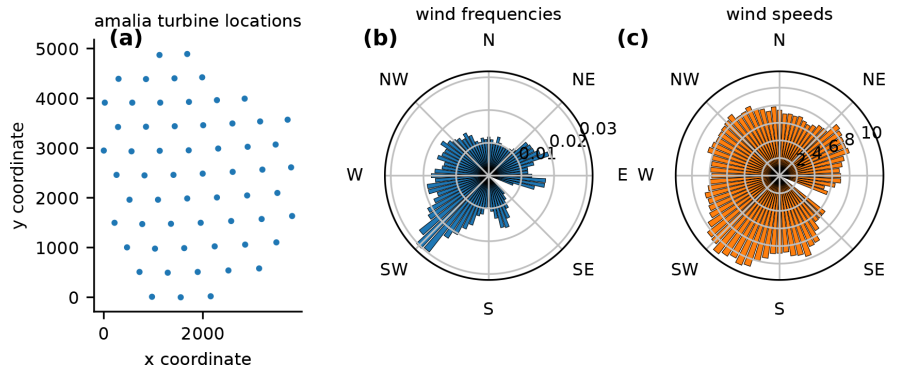 amalia turbine locations
(a)
5000
4000
3000
2000
1000
0
y coordinate
0
2000
x coordinate
wind frequencies
(b)
N
NW
NE
0.03
0.02
0.01
W
E
SW
SE
S
wind speeds
(c)
N
NW
NE
10
8
6
4
2
W
SW
SE
S